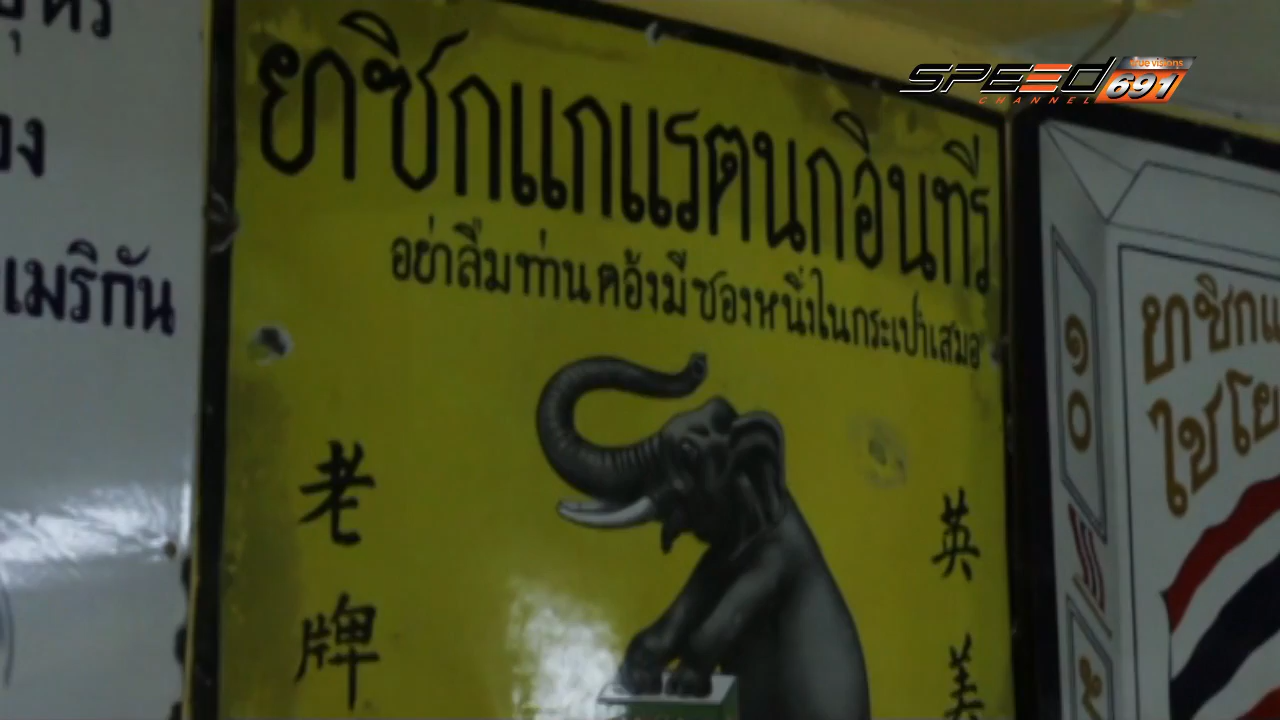 SPEED
CHANNEL
true visions
691
ยาซิกแกแรตนกอินทรี
อย่าลืมท่านต้องมีซองหนึ่งในกระเป๋าเสมอ
老牌
英美
เมริกัน
๑๐
ยาซิกแ
ไชโย